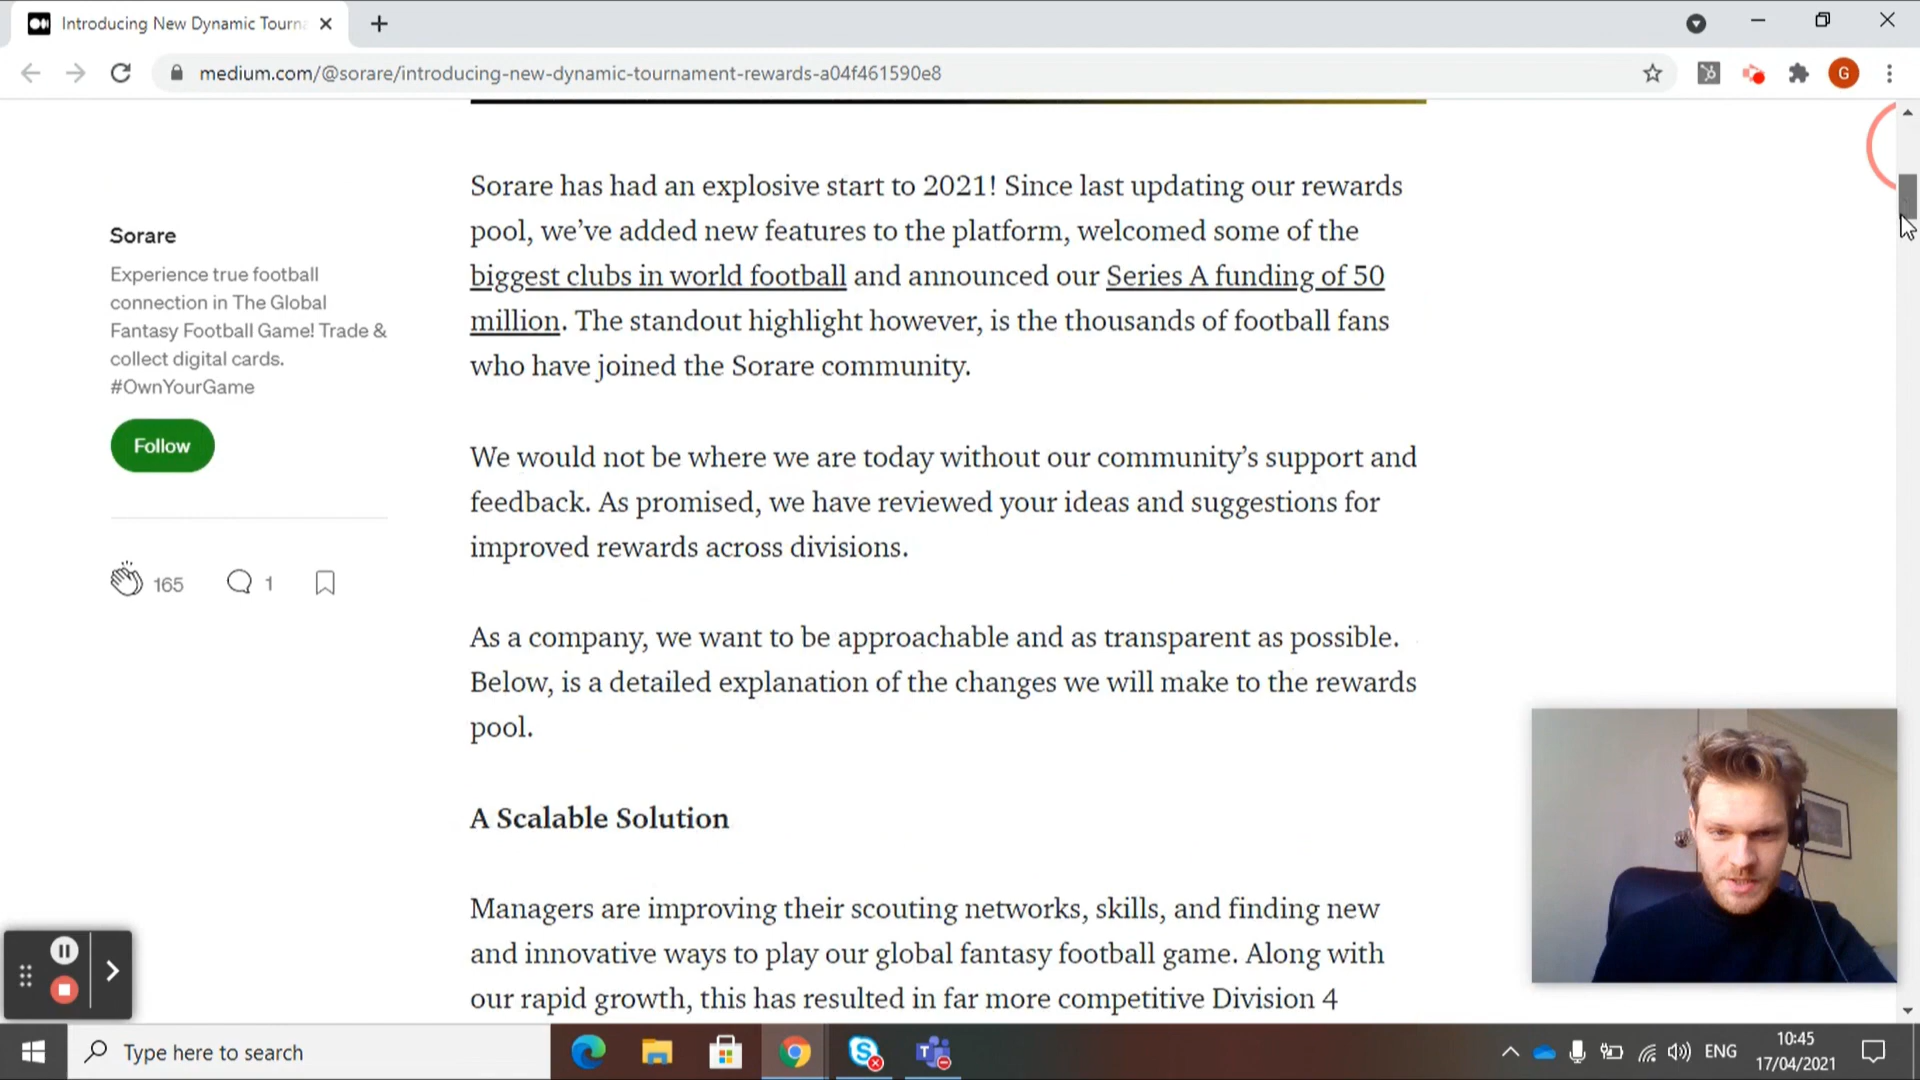 Introducing New Dynamic Tourn
medium.com/@sorare/introducing-new-dynamic-tournament-rewards-a04f461590e8
G
Sorare has had an explosive start to 2021! Since last updating our rewards
pool, we’ve added new features to the platform, welcomed some of the
biggest clubs in world football and announced our Series A funding of 50
million. The standout highlight however, is the thousands of football fans
who have joined the Sorare community.
Sorare
Experience true football
connection in The Global
Fantasy Football Game! Trade &
collect digital cards.
#OwnYourGame
Follow
165
1
We would not be where we are today without our community’s support and
feedback. As promised, we have reviewed your ideas and suggestions for
improved rewards across divisions.
As a company, we want to be approachable and as transparent as possible.
Below, is a detailed explanation of the changes we will make to the rewards
pool.
A Scalable Solution
Managers are improving their scouting networks, skills, and finding new
and innovative ways to play our global fantasy football game. Along with
our rapid growth, this has resulted in far more competitive Division 4
Type here to search
ENG
10:45
17/04/2021